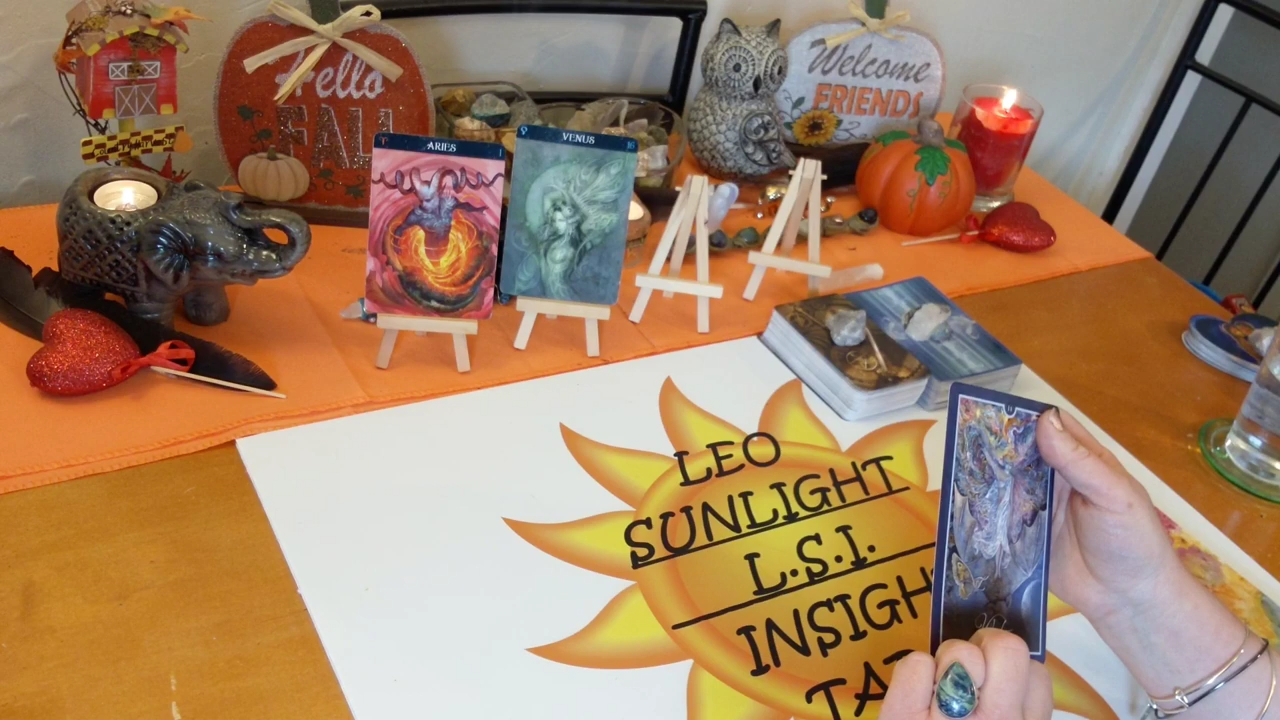 Hello
FALL
Welcome
FRIENDS
ARIES
VENUS
LEO
SUNLIGHT
L.S.I.
INSIGH
TA